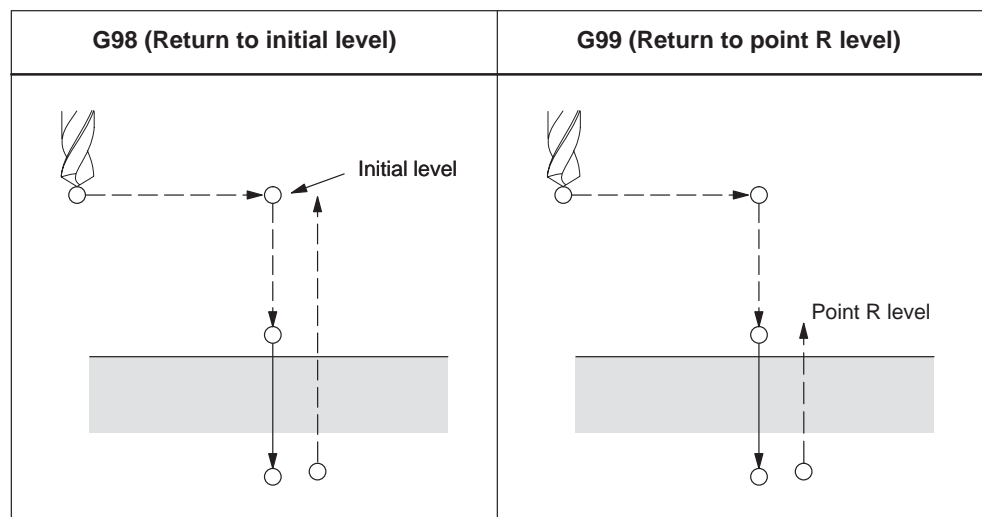 G98 (Return to initial level)
G99 (Return to point R level)
Initial level
Point R level